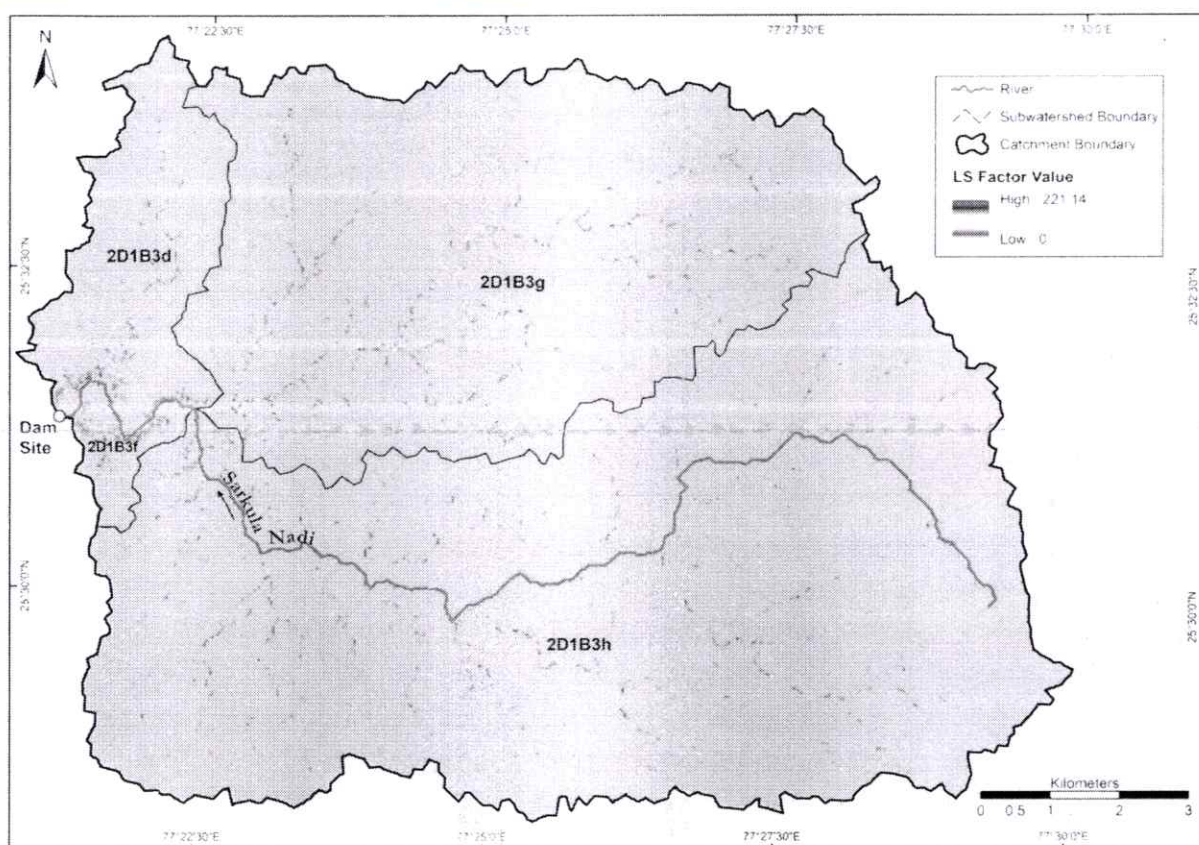 77°22'30"E
77°25'0"E
77°27'30"E
77°30'0"E
N
River
Subwatershed Boundary
Catchment Boundary
LS Factor Value
High 221.14
Low 0
25°32'30"N
2D1B3d
2D1B3g
25°32'30"N
Dam
Site
2D1B3f
Sarkula
Nadi
25°30'0"N
2D1B3h
25°30'0"N
Kilometers
0 0.5 1 2 3
77°22'30"E
77°25'0"E
77°27'30"E
77°30'0"E